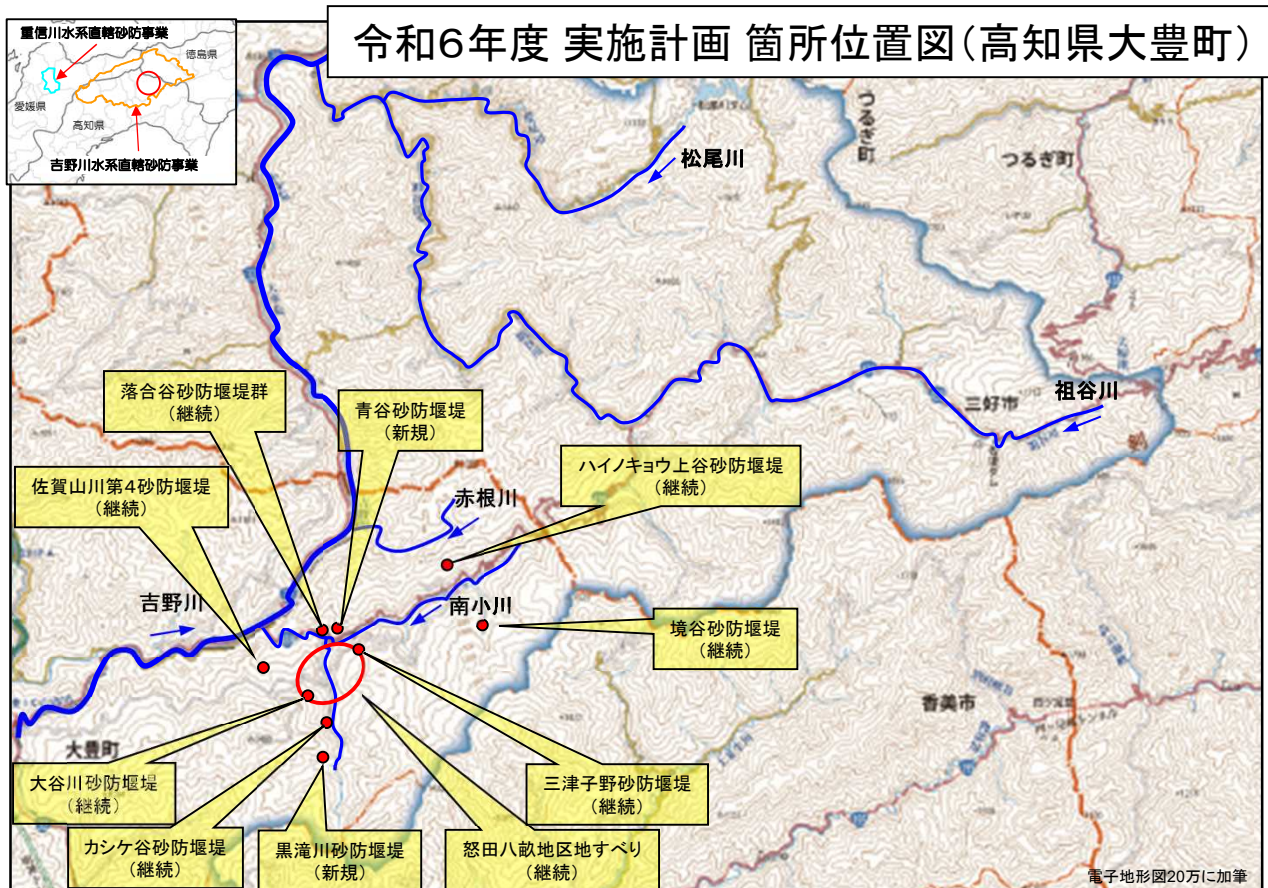 令和6年度 実施計画 箇所位置図(高知県大豊町)
重信川水系直轄砂防事業
徳島県
愛媛県
高知県
吉野川水系直轄砂防事業
つるぎ町
つるぎ町
松尾川
三好市
祖谷川
落合谷砂防堰堤群
(継続)
青谷砂防堰堤
(新規)
ハイノキョウ上谷砂防堰堤
(継続)
佐賀山川第4砂防堰堤
(継続)
赤根川
吉野川
南小川
境谷砂防堰堤
(継続)
香美市
大豊町
大谷川砂防堰堤
(継続)
三津子野砂防堰堤
(継続)
カシケ谷砂防堰堤
(継続)
黒滝川砂防堰堤
(新規)
怒田八畝地区地すべり
(継続)
電子地形図20万に加筆